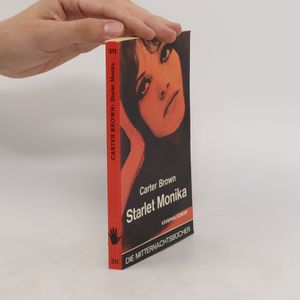 311
CARTER BROWN: Starlet Monika
311
Carter Brown
Starlet Monika
KRIMINALROMAN
DIE MITTERNACHTSBÜCHER